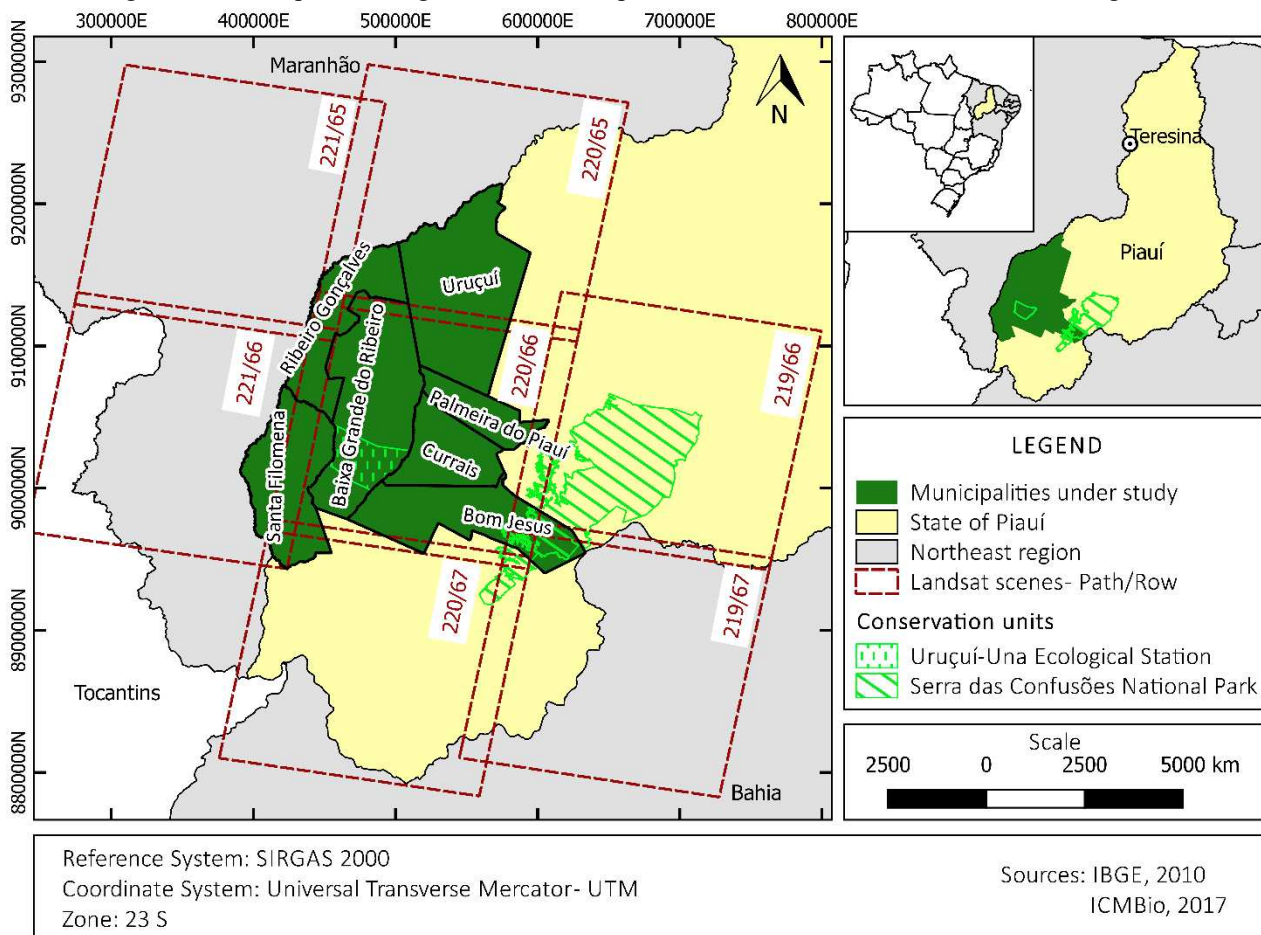 300000E 400000E 500000E 600000E 700000E 800000E
9300000N
9200000N
9100000N
9000000N
8900000N
8800000N
Maranhão
N
221/65
220/65
221/66
220/66
219/66
220/67
219/67
Uruçuí
Ribeiro Gonçalves
Baixa Grande do Ribeiro
Palmeira do Piauí
Currais
Santa Filomena
Bom Jesus
Tocantins
Bahia
Teresina
Piauí
LEGEND
Municipalities under study
State of Piauí
Northeast region
Landsat scenes- Path/Row
Conservation units
Uruçuí-Una Ecological Station
Serra das Confusões National Park
Scale
2500 0 2500 5000 km
Reference System: SIRGAS 2000
Coordinate System: Universal Transverse Mercator- UTM
Zone: 23 S
Sources: IBGE, 2010
ICMBio, 2017